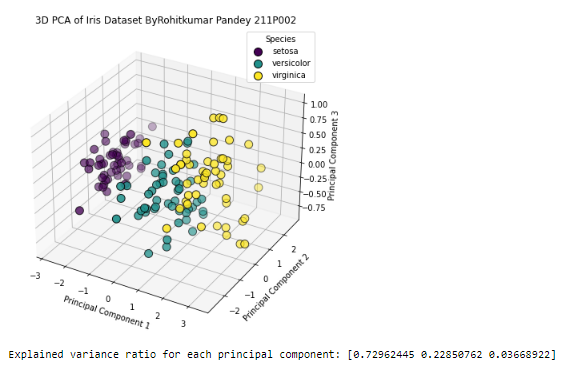 3D PCA of Iris Dataset ByRohitkumar Pandey 211P002
Species
setosa
versicolor
virginica
1.00
0.75
0.50
0.25
0.00
−0.25
−0.50
−0.75
Principal Component 3
2
1
0
−1
−2
Principal Component 2
−3
−2
−1
0
1
2
3
Principal Component 1
Explained variance ratio for each principal component: [0.72962445 0.22850762 0.03668922]